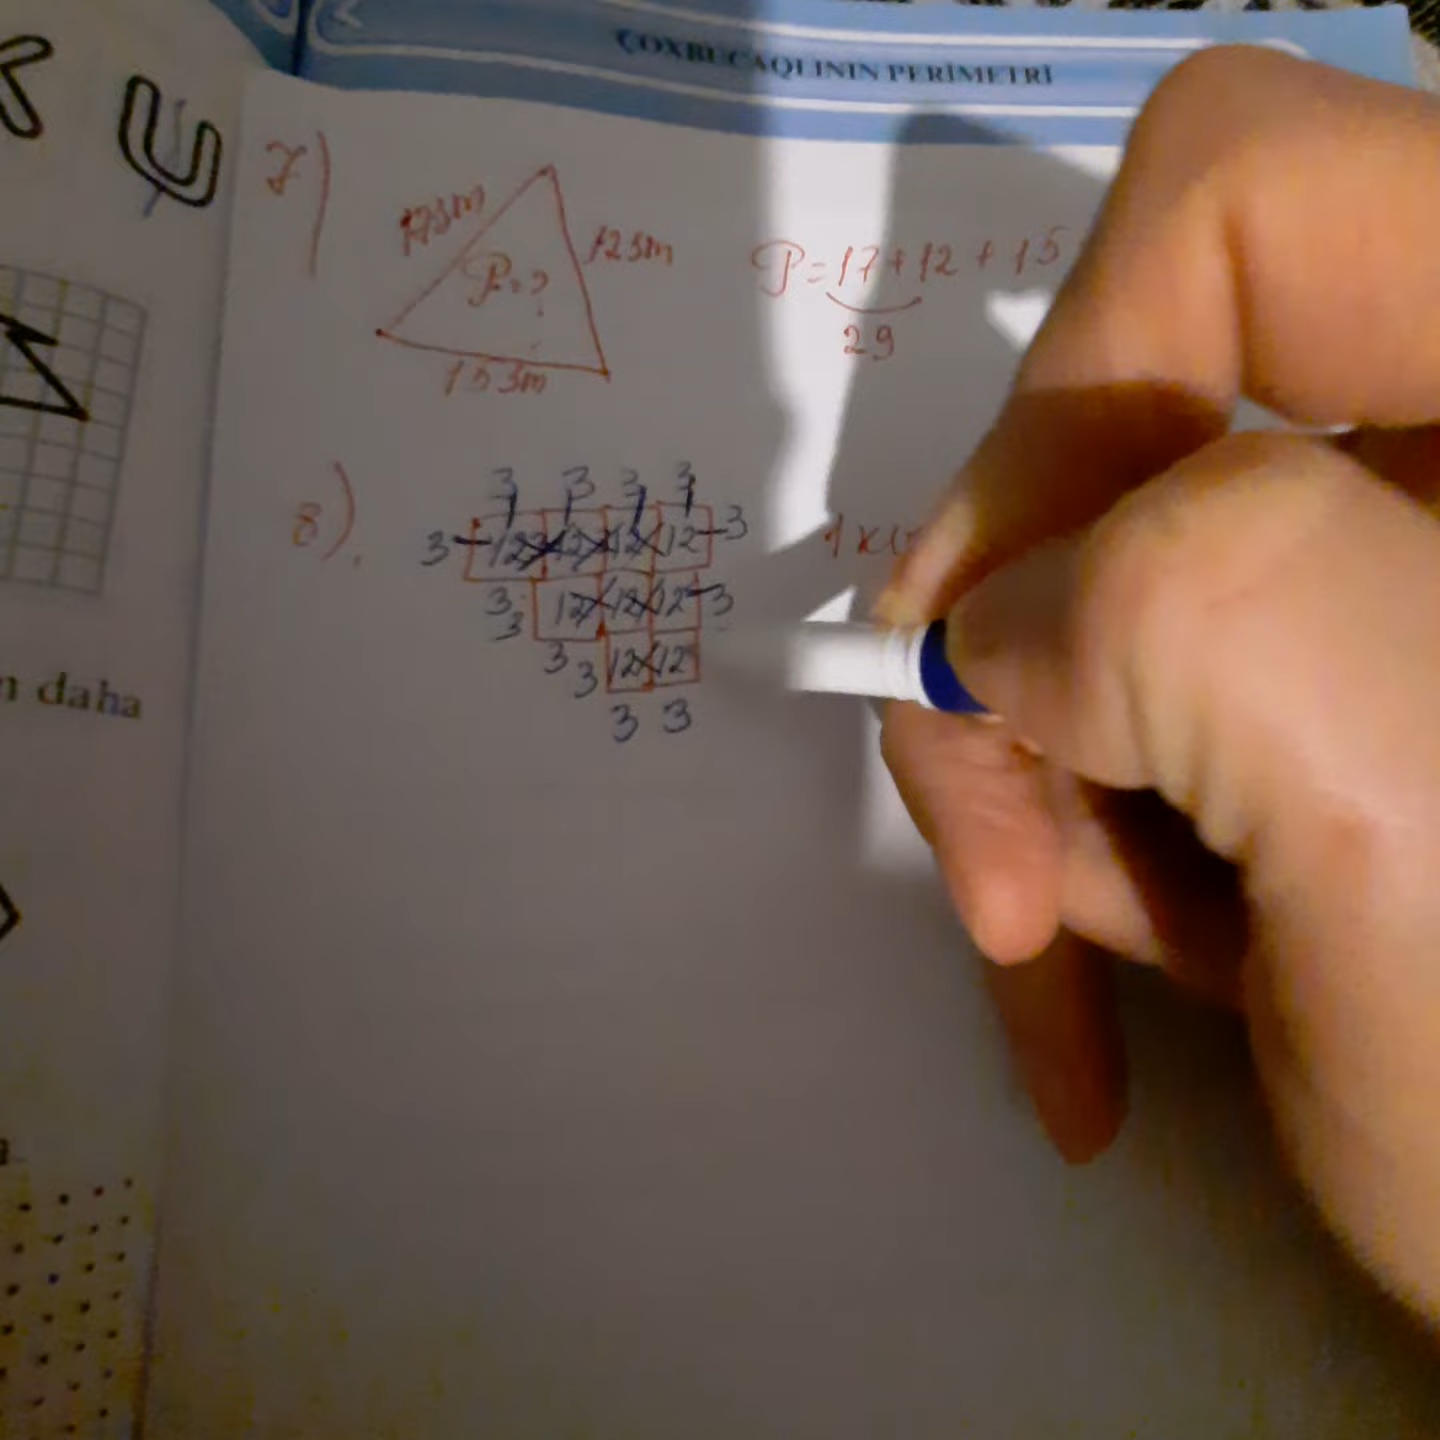 ÇOXBUCAQLININ PERİMETRİ
7)
17sm
12sm
P=?
15sm
P=17+12+15
29
8).
3 3 3 3
3 12 12 12 12 3
3 3 12 12 12 3
3 3 12 12
3 3
n daha